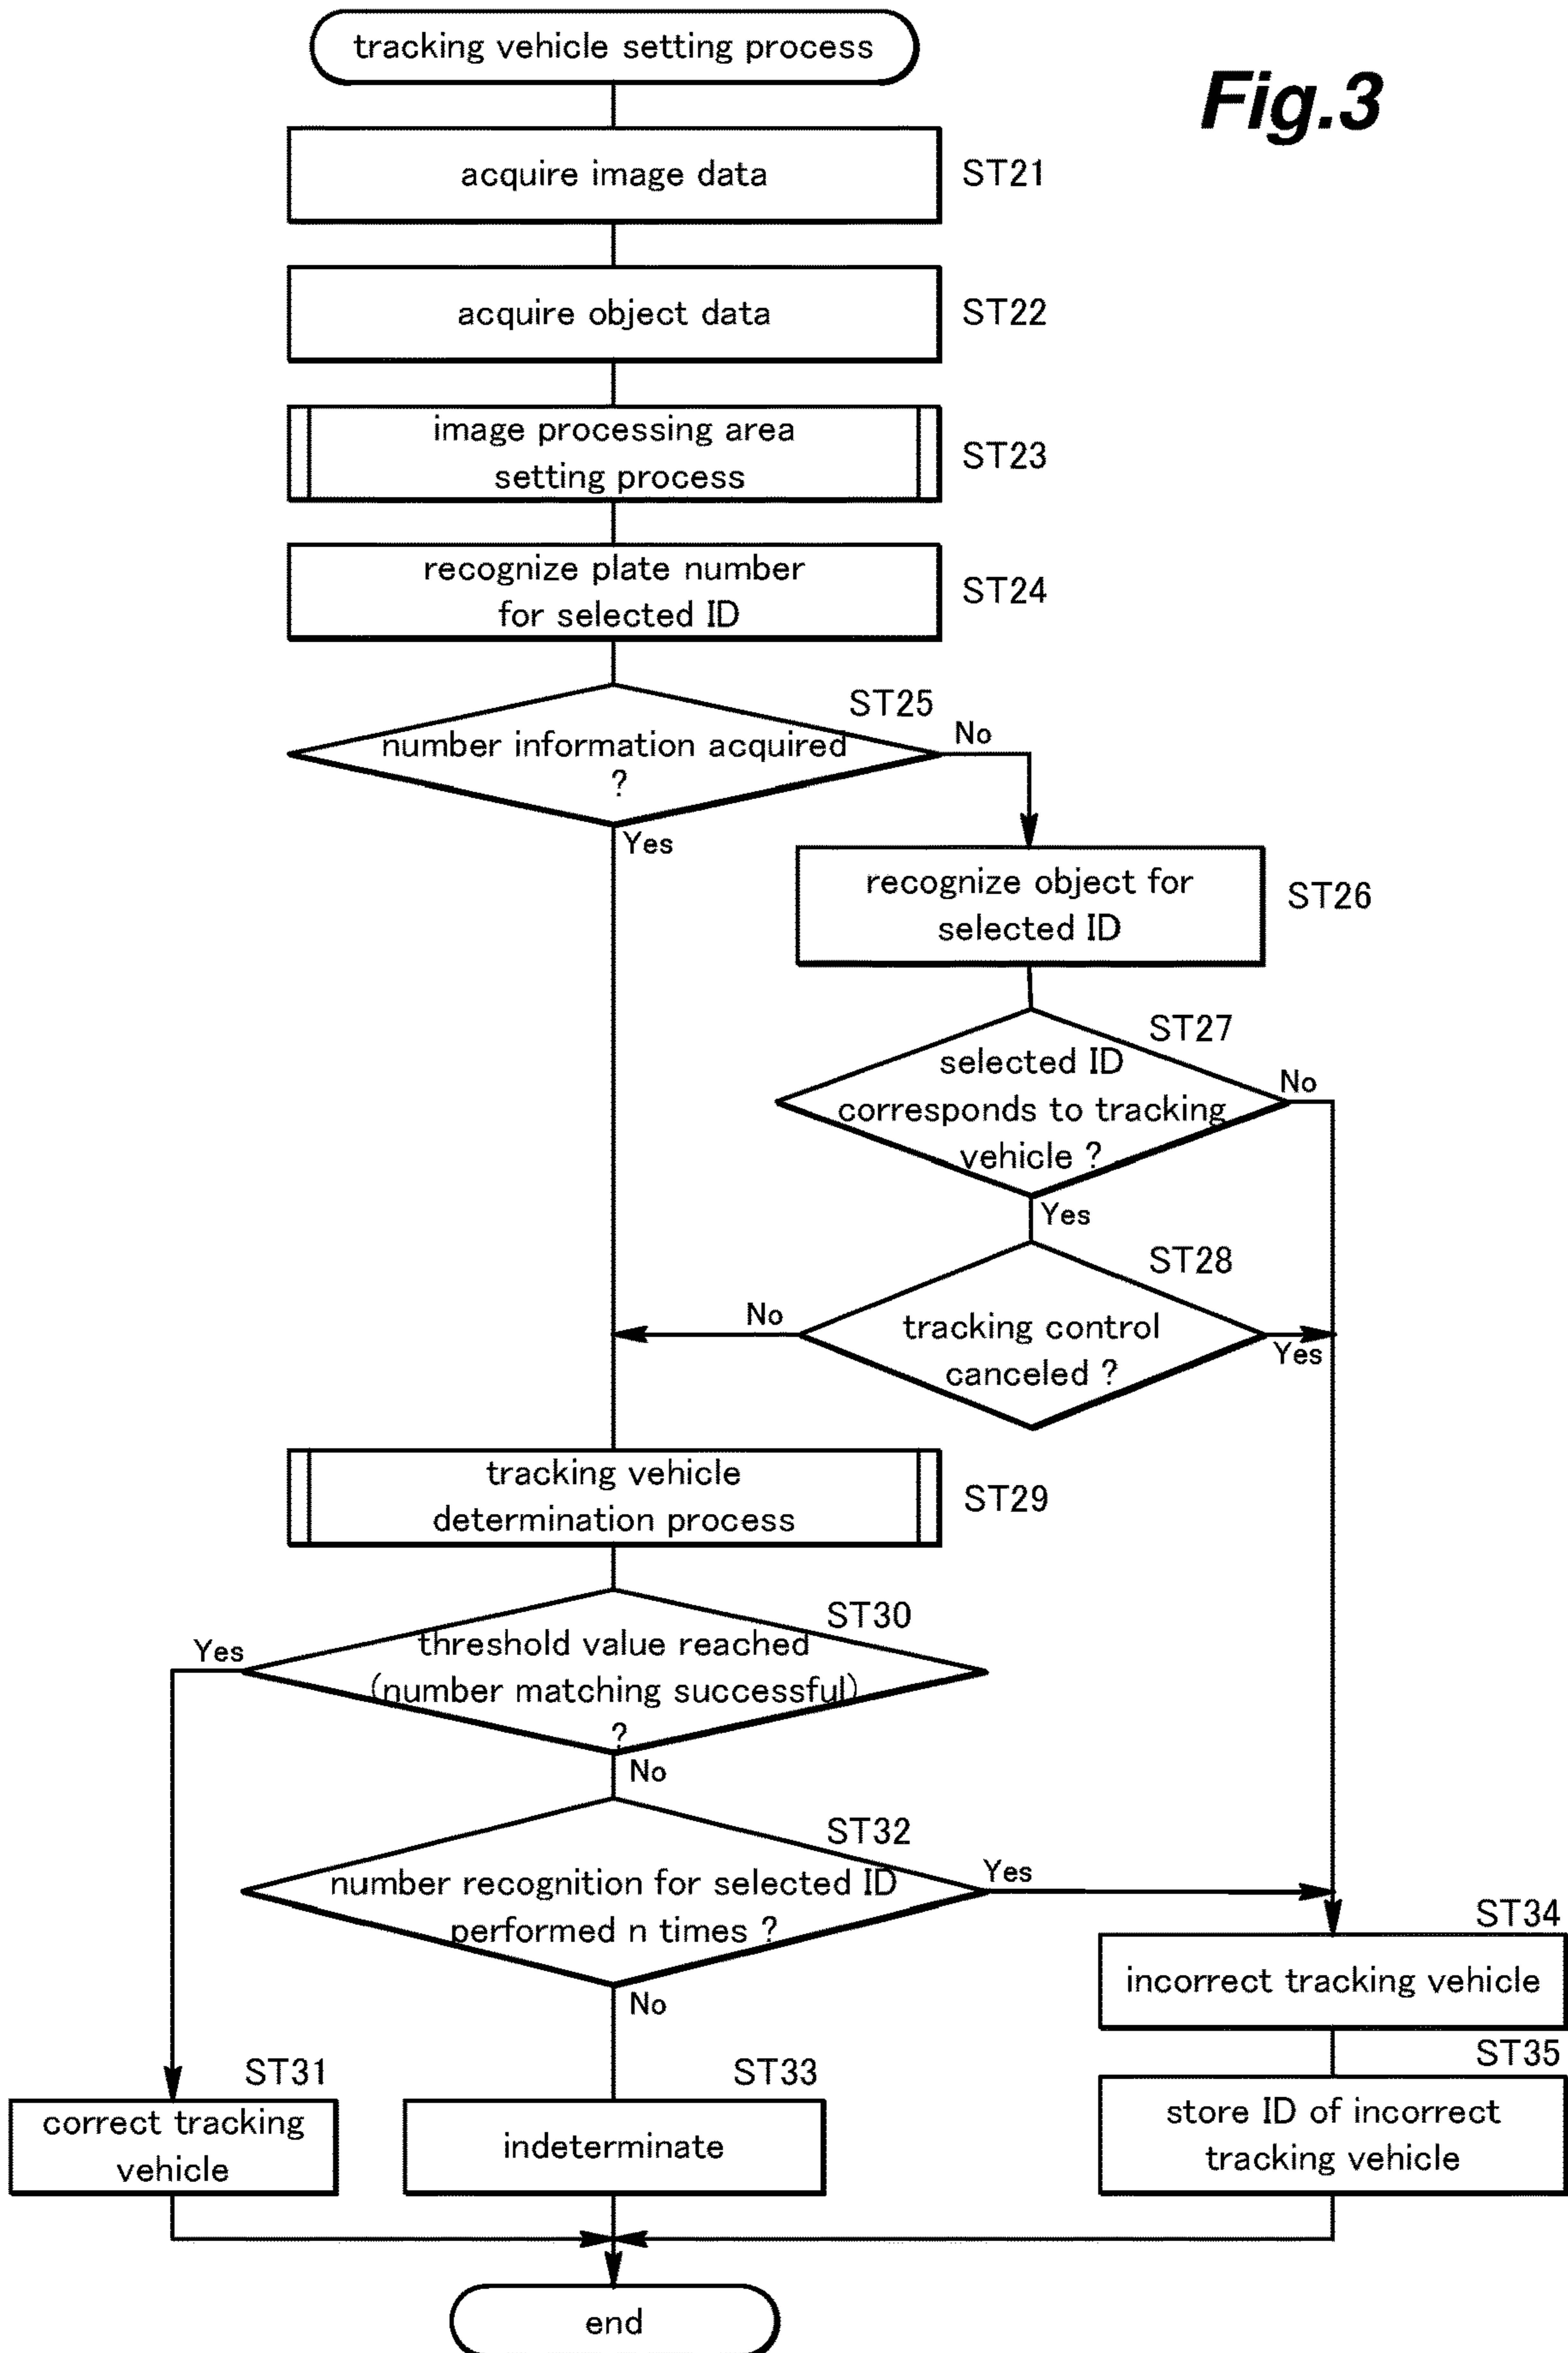 tracking vehicle setting process
Fig.3
acquire image data
ST21
acquire object data
ST22
image processing area
setting process
ST23
recognize plate number
for selected ID
ST24
ST25
number information acquired
?
No
Yes
recognize object for
selected ID
ST26
ST27
selected ID
corresponds to tracking
vehicle ?
No
Yes
ST28
tracking control
canceled ?
No
Yes
tracking vehicle
determination process
ST29
ST30
threshold value reached
(number matching successful)
?
Yes
No
ST32
number recognition for selected ID
performed n times ?
Yes
No
ST34
incorrect tracking vehicle
ST35
store ID of incorrect
tracking vehicle
ST31
correct tracking
vehicle
ST33
indeterminate
end